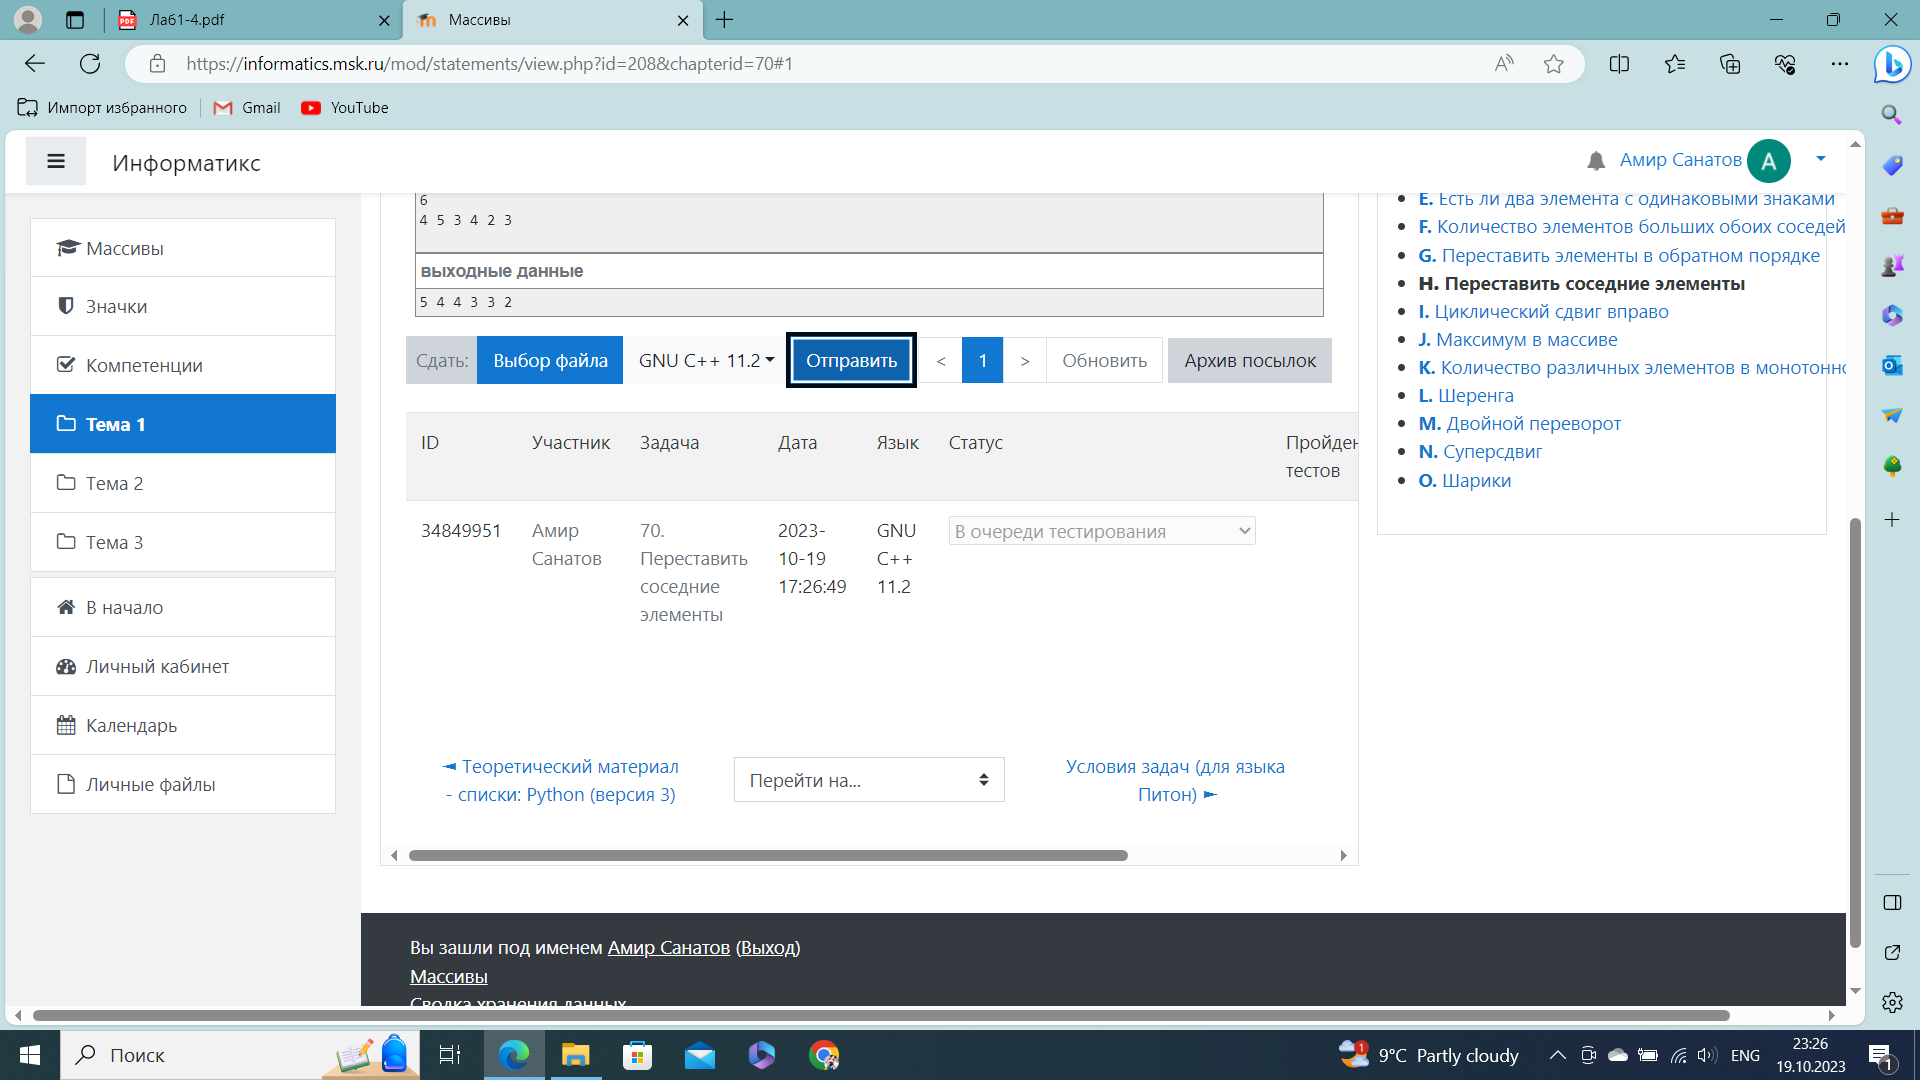 Ла61-4.pdf
Массивы
https://informatics.msk.ru/mod/statements/view.php?id=208&chapterid=70#1
Импорт избранного
Gmail
YouTube
Информатикс
Амир Санатов
A
Массивы
Значки
Компетенции
Тема 1
Тема 2
Тема 3
В начало
Личный кабинет
Календарь
Личные файлы
6
4 5 3 4 2 3
выходные данные
5 4 4 3 3 2
Сдать:
Выбор файла
GNU C++ 11.2
Отправить
<
1
>
Обновить
Архив посылок
ID
Участник
Задача
Дата
Язык
Статус
Пройден
тестов
34849951
Амир
Санатов
70.
Переставить
соседние
элементы
2023-
10-19
17:26:49
GNU
C++
11.2
В очереди тестирования
◄ Теоретический материал
- списки: Python (версия 3)
Перейти на...
Условия задач (для языка
Питон) ►
E. Есть ли два элемента с одинаковыми знаками
F. Количество элементов больших обоих соседей
G. Переставить элементы в обратном порядке
H. Переставить соседние элементы
I. Циклический сдвиг вправо
J. Максимум в массиве
K. Количество различных элементов в монотонно
L. Шеренга
M. Двойной переворот
N. Суперсдвиг
O. Шарики
Вы зашли под именем Амир Санатов (Выход)
Массивы
Сводка хранения данных
Поиск
1
9°C Partly cloudy
ENG
23:26
19.10.2023
1